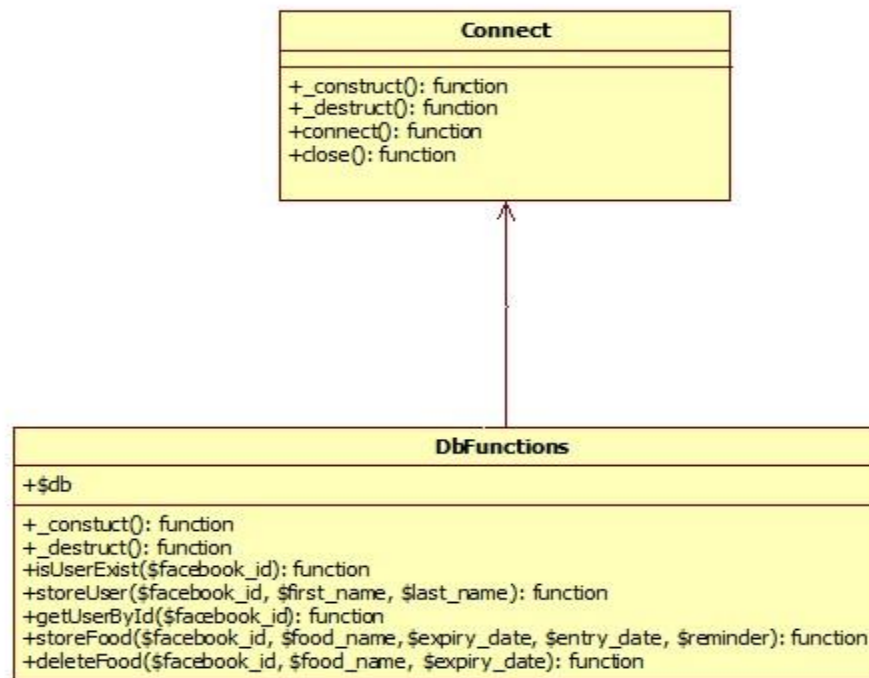 Connect
+_construct(): function
+_destruct(): function
+connect(): function
+close(): function
DbFunctions
+$db
+_constuct(): function
+_destruct(): function
+isUserExist($facebook_id): function
+storeUser($facebook_id, $first_name, $last_name): function
+getUserById($facebook_id): function
+storeFood($facebook_id, $food_name,$expiry_date, $entry_date, $reminder): function
+deleteFood($facebook_id, $food_name, $expiry_date): function